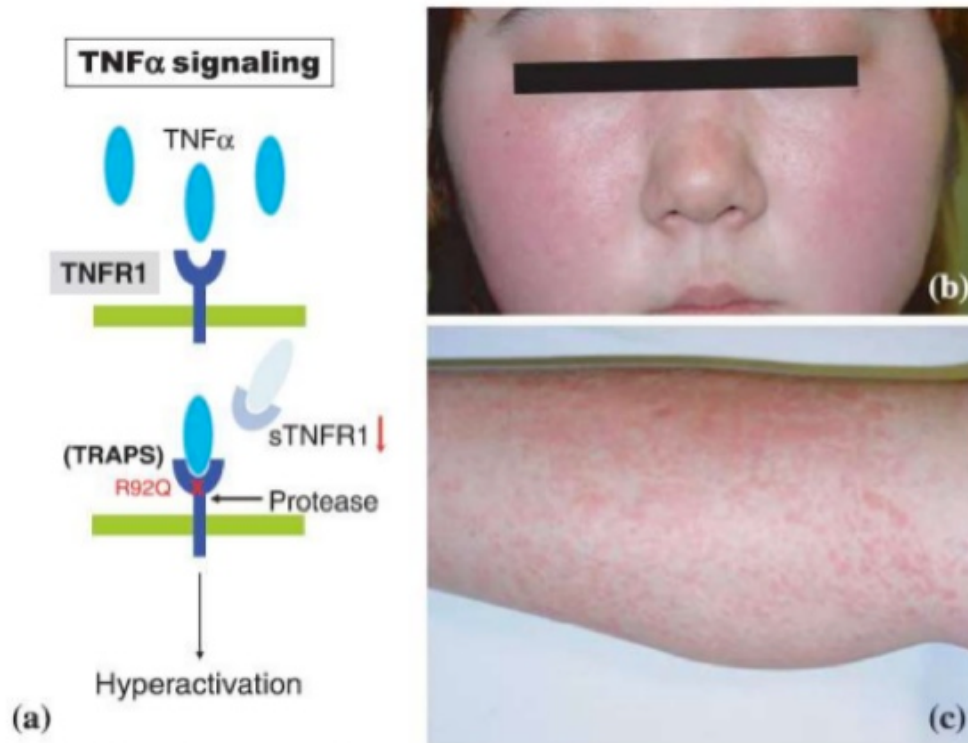 TNFα signaling
TNFα
TNFR1
sTNFR1
(TRAPS)
R92Q
Protease
Hyperactivation
(a)
(b)
(c)